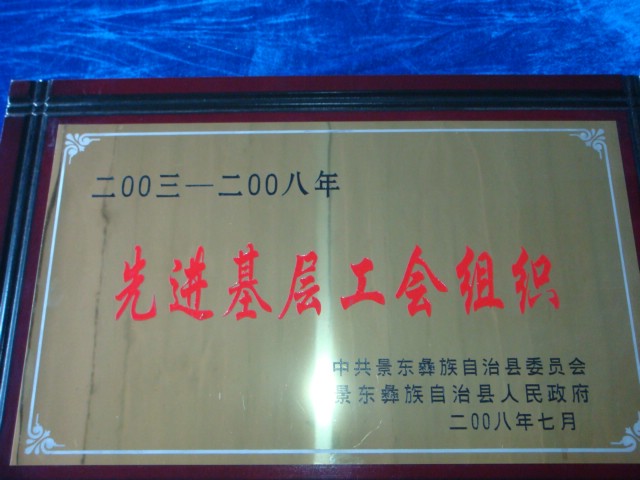 二00三—二00八年
先进基层工会组织
中共景东彝族自治县委员会
景东彝族自治县人民政府
二00八年七月